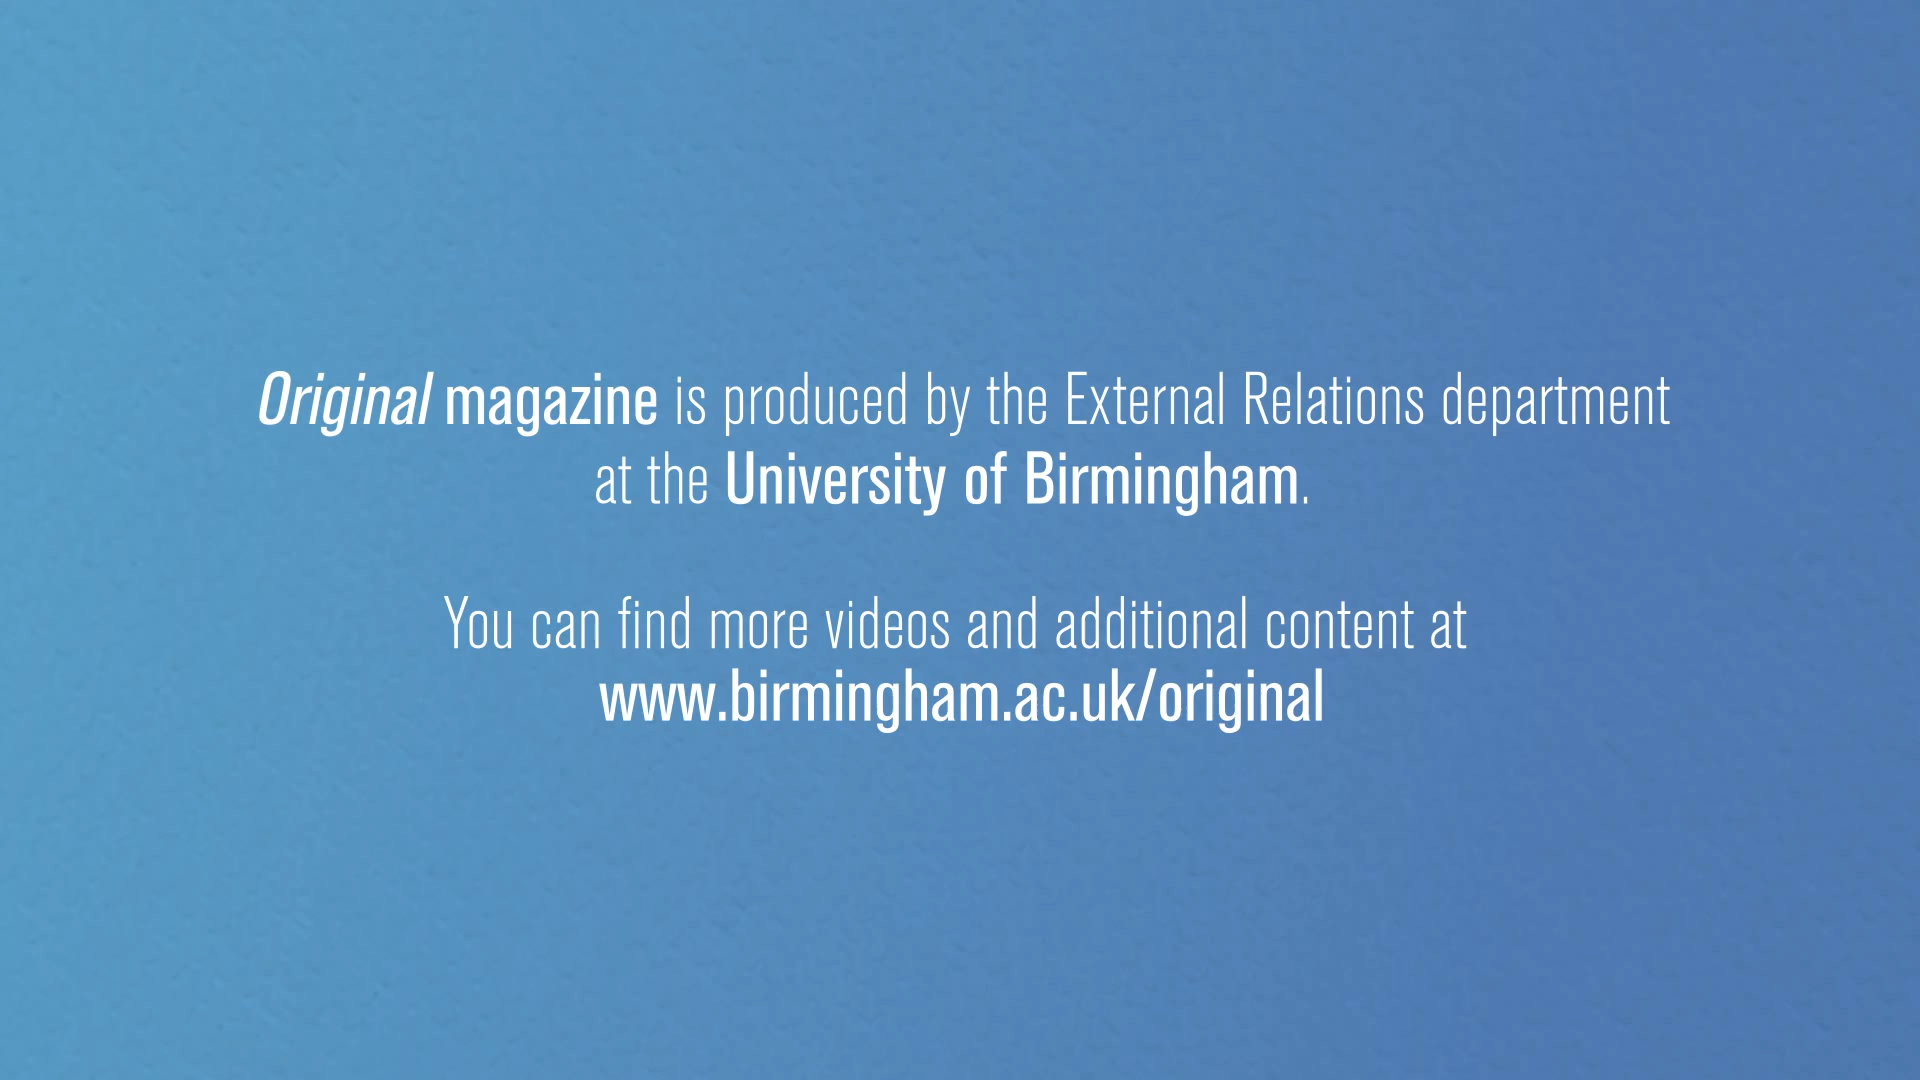 Original magazine is produced by the External Relations department
at the University of Birmingham.
You can find more videos and additional content at
www.birmingham.ac.uk/original